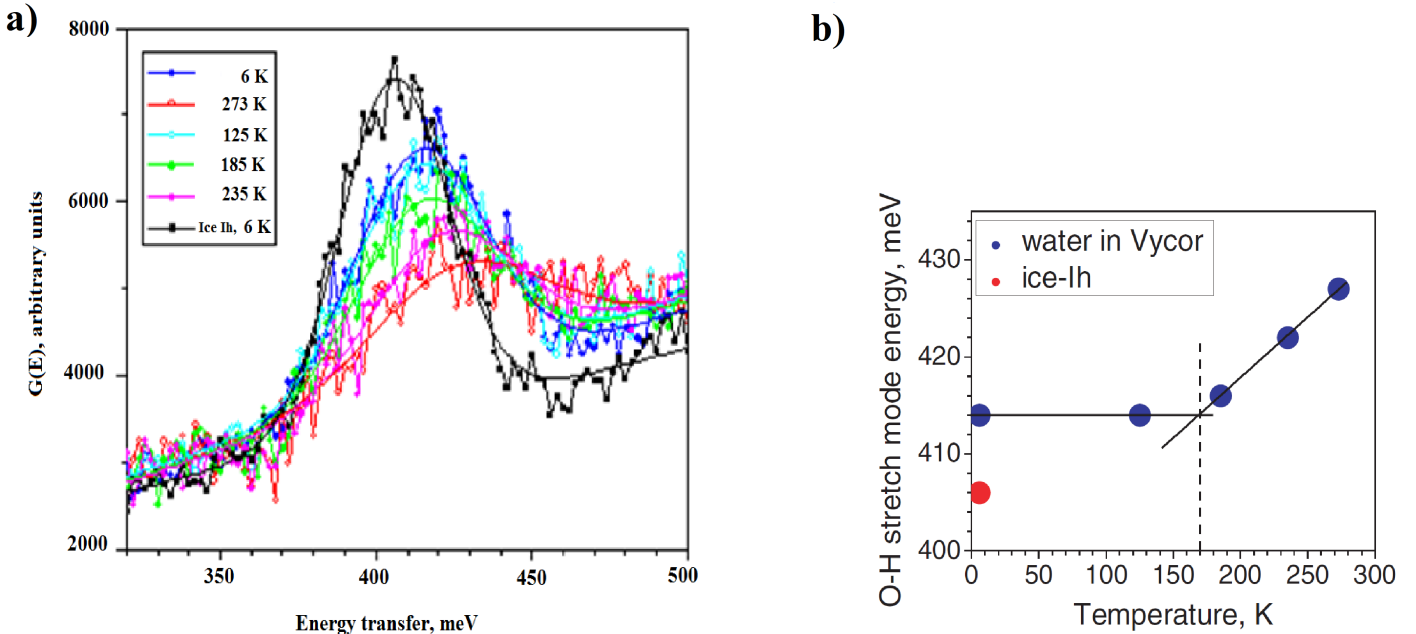 a)
8000
6000
4000
2000
G(E), arbitrary units
6 K
273 K
125 K
185 K
235 K
Ice Ih, 6 K
350
400
450
500
Energy transfer, meV
b)
O-H stretch mode energy, meV
430
420
410
400
water in Vycor
ice-Ih
0
50
100
150
200
250
300
Temperature, K